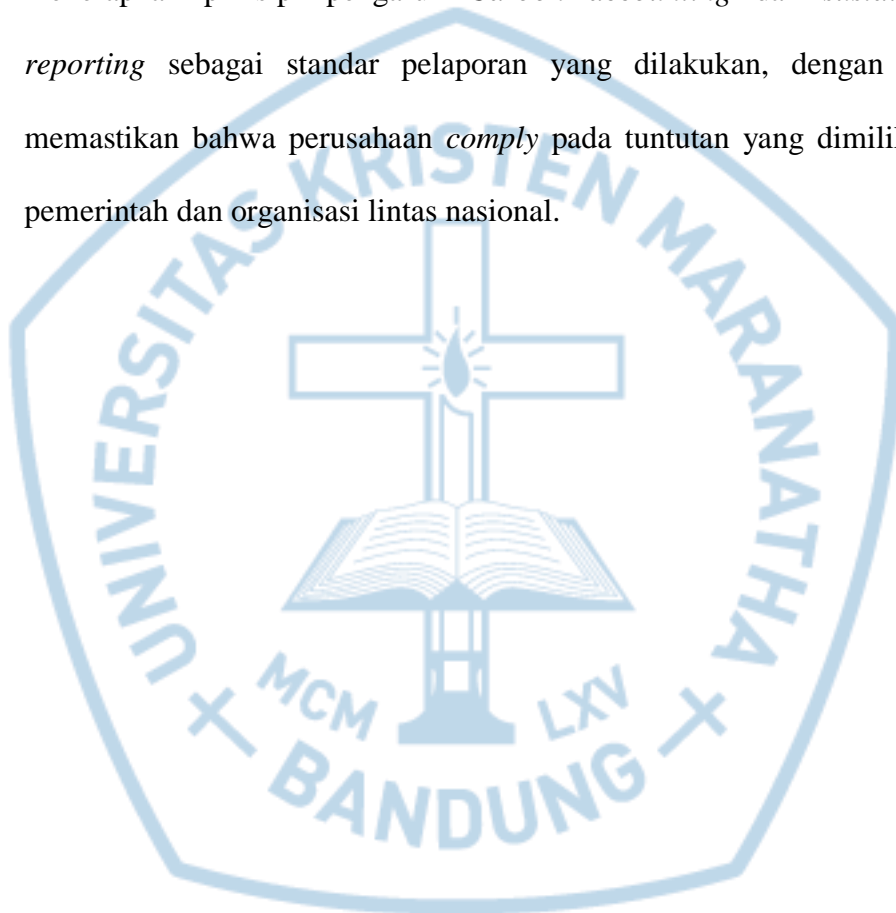 reporting sebagai standar pelaporan yang dilakukan, dengan
memastikan bahwa perusahaan comply pada tuntutan yang
pemerintah dan organisasi lintas nasional.
UNIVERSITAS KRISTEN MARANATHA
MCM LXV
BANDUNG